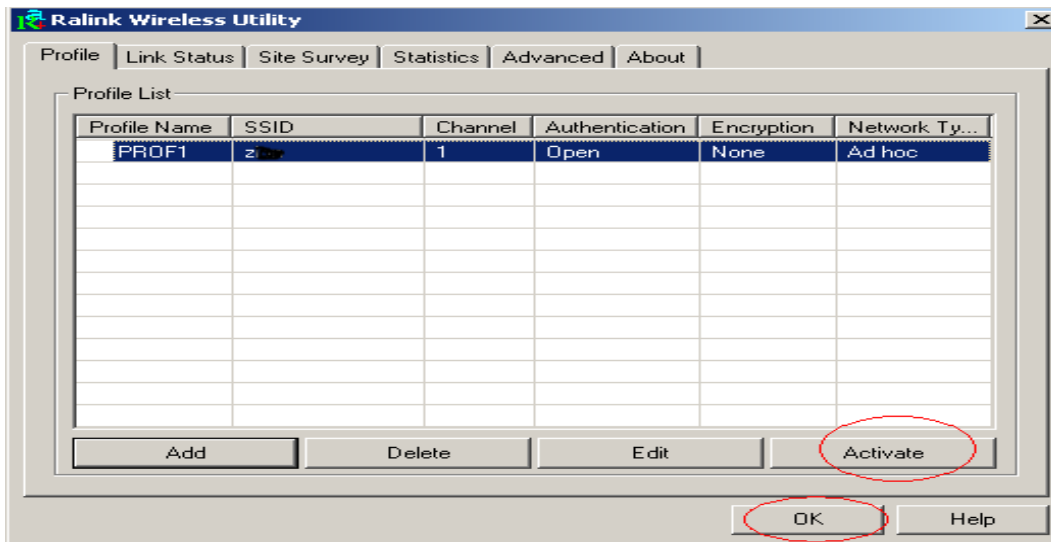 Ralink Wireless Utility
Profile Link Status Site Survey Statistics Advanced About
Profile List
Profile Name SSID Channel Authentication Encryption Network Ty...
PROF1 1 Open None Ad hoc
Add Delete Edit Activate
OK Help